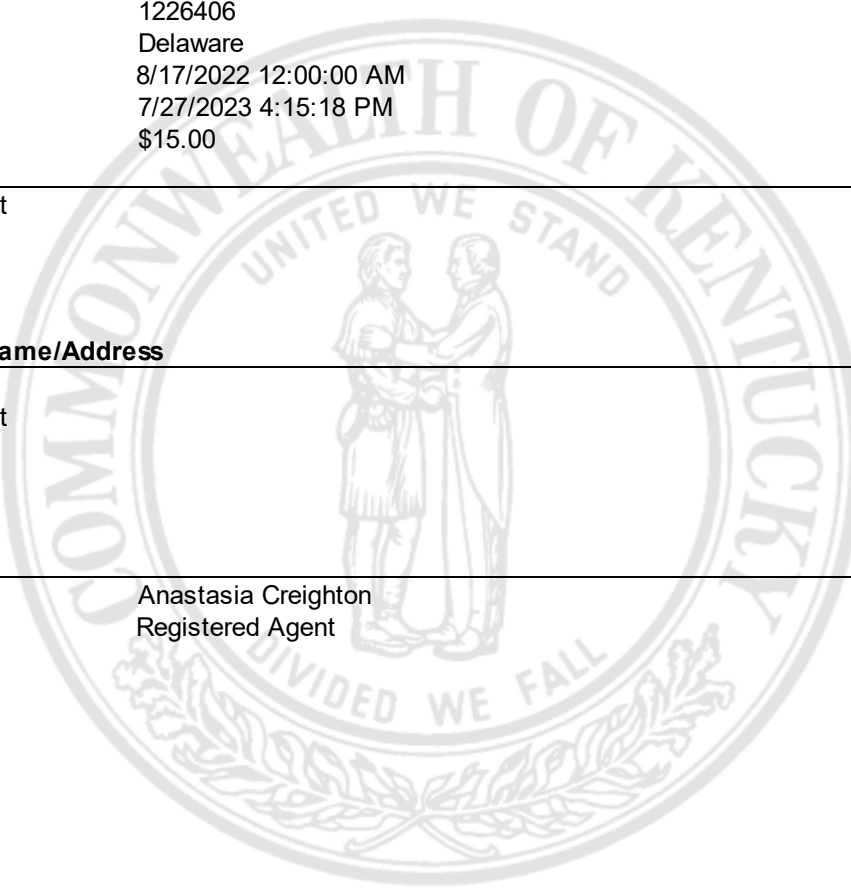 1226406
Delaware
8/17/2022 12:00:00 AM
7/27/2023 4:15:18 PM
$15.00
t
ame/Address
t
Anastasia Creighton
Registered Agent
COMMONWEALTH OF KENTUCKY
UNITED WE STAND
DIVIDED WE FALL